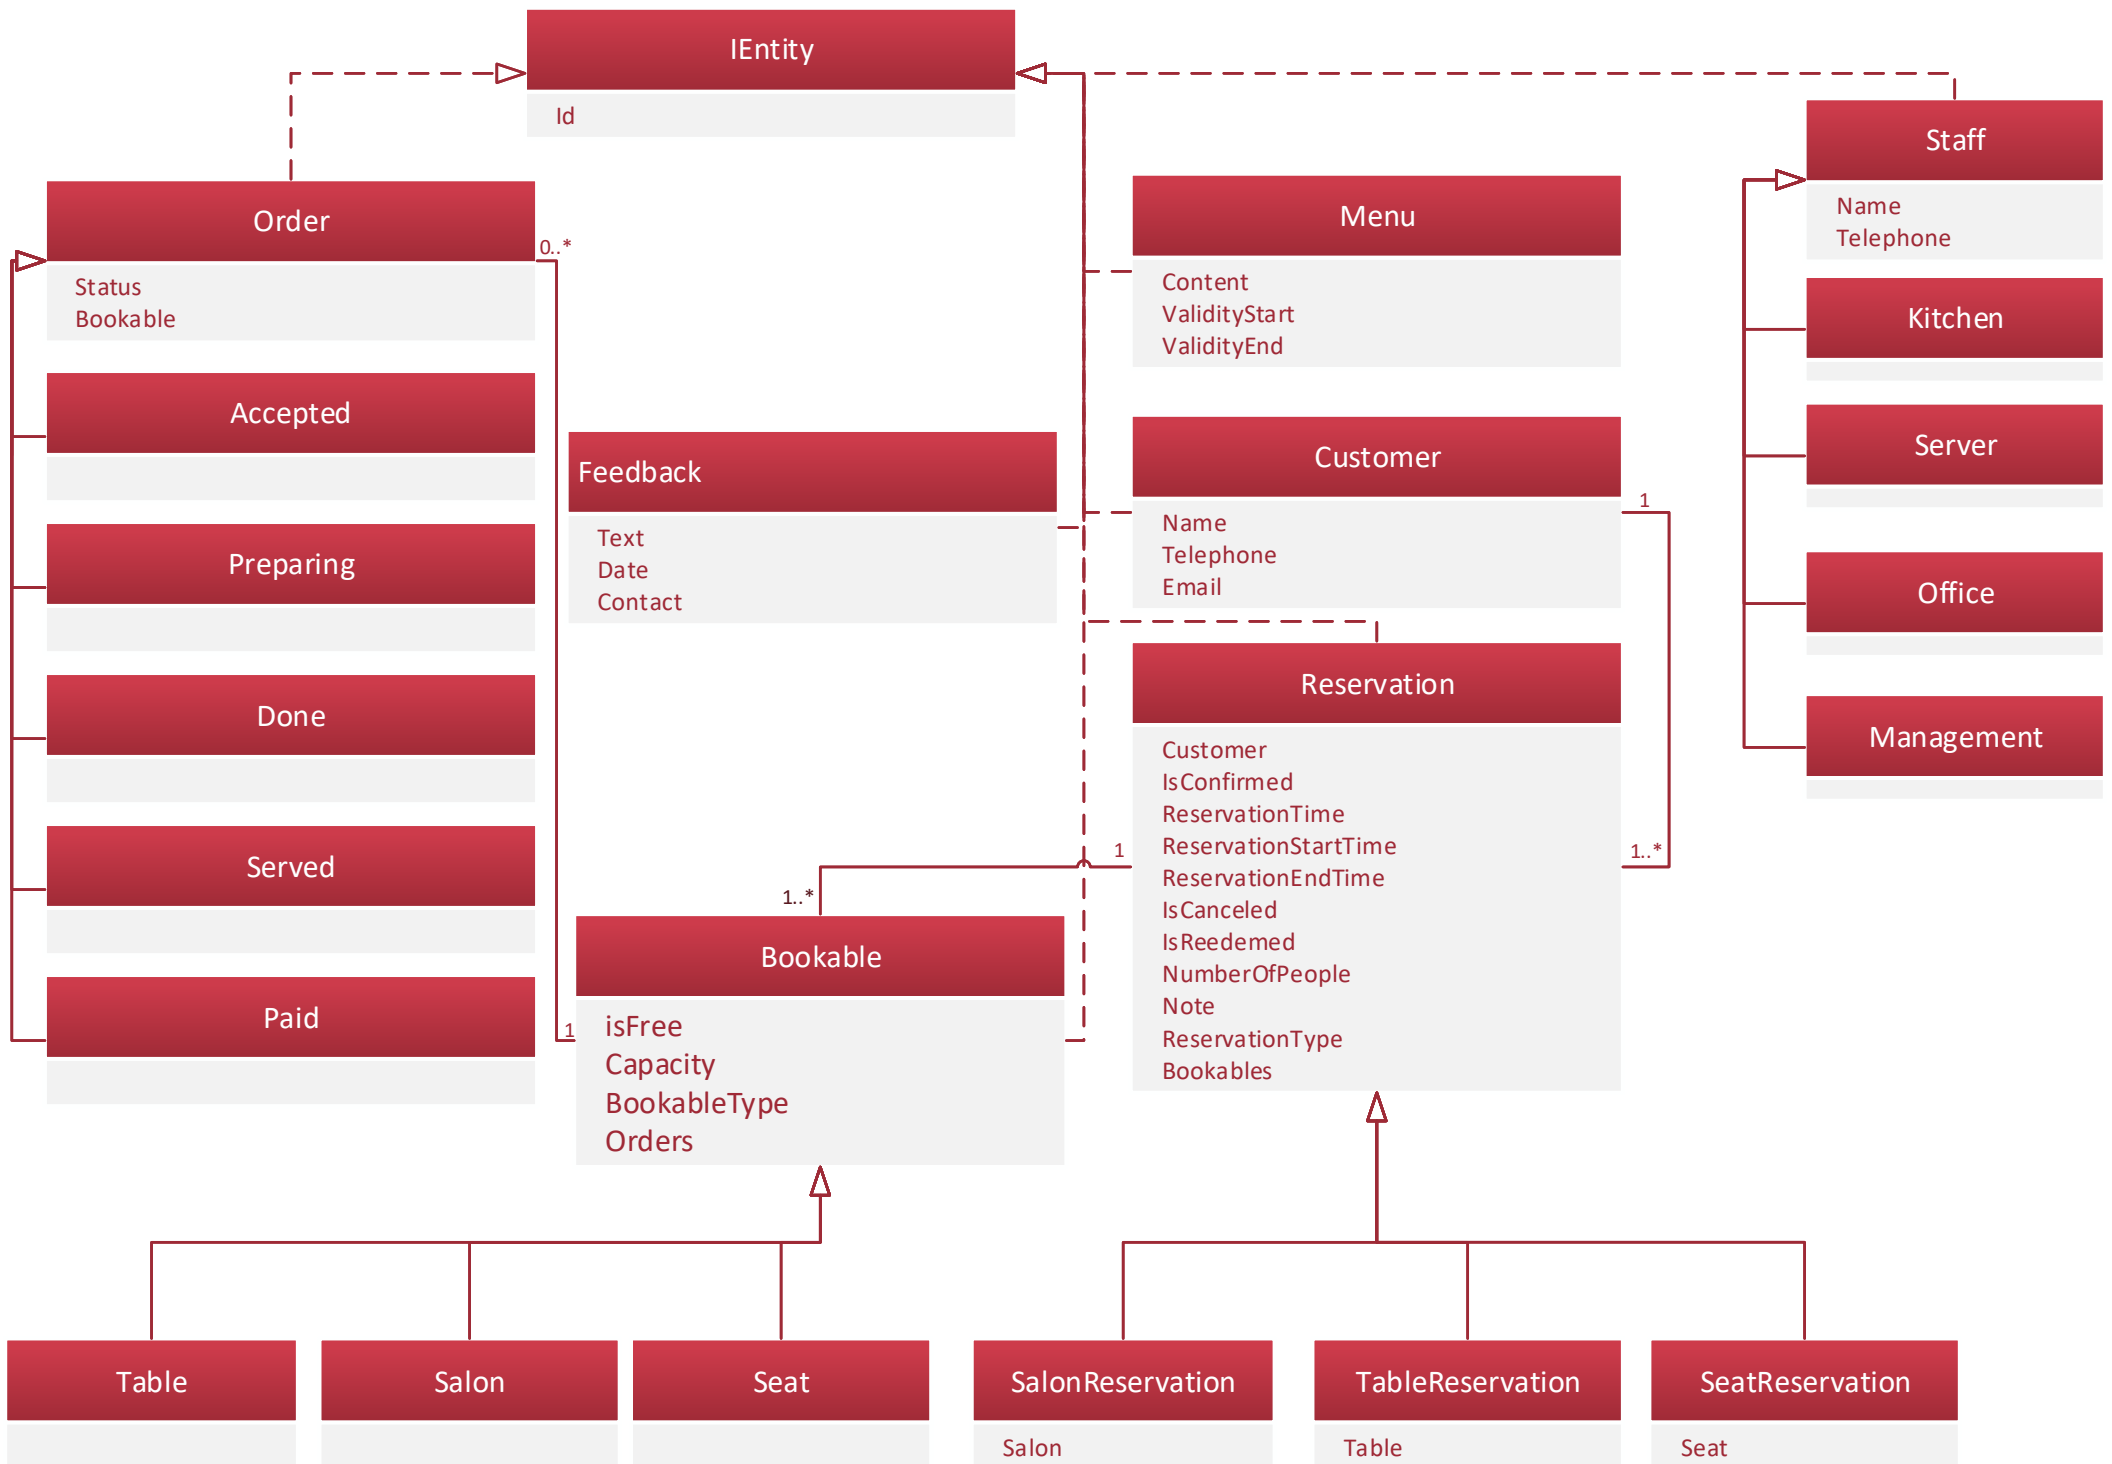 IEntity
Id
Order
Status
Bookable
0..*
Accepted
Preparing
Done
Served
Paid
Feedback
Text
Date
Contact
Menu
Content
ValidityStart
ValidityEnd
Customer
Name
Telephone
Email
1
Reservation
Customer
IsConfirmed
ReservationTime
ReservationStartTime
ReservationEndTime
IsCanceled
IsReedemed
NumberOfPeople
Note
ReservationType
Bookables
1
1..*
1..*
Bookable
isFree
Capacity
BookableType
Orders
1
Staff
Name
Telephone
Kitchen
Server
Office
Management
Table
Salon
Seat
SalonReservation
Salon
TableReservation
Table
SeatReservation
Seat